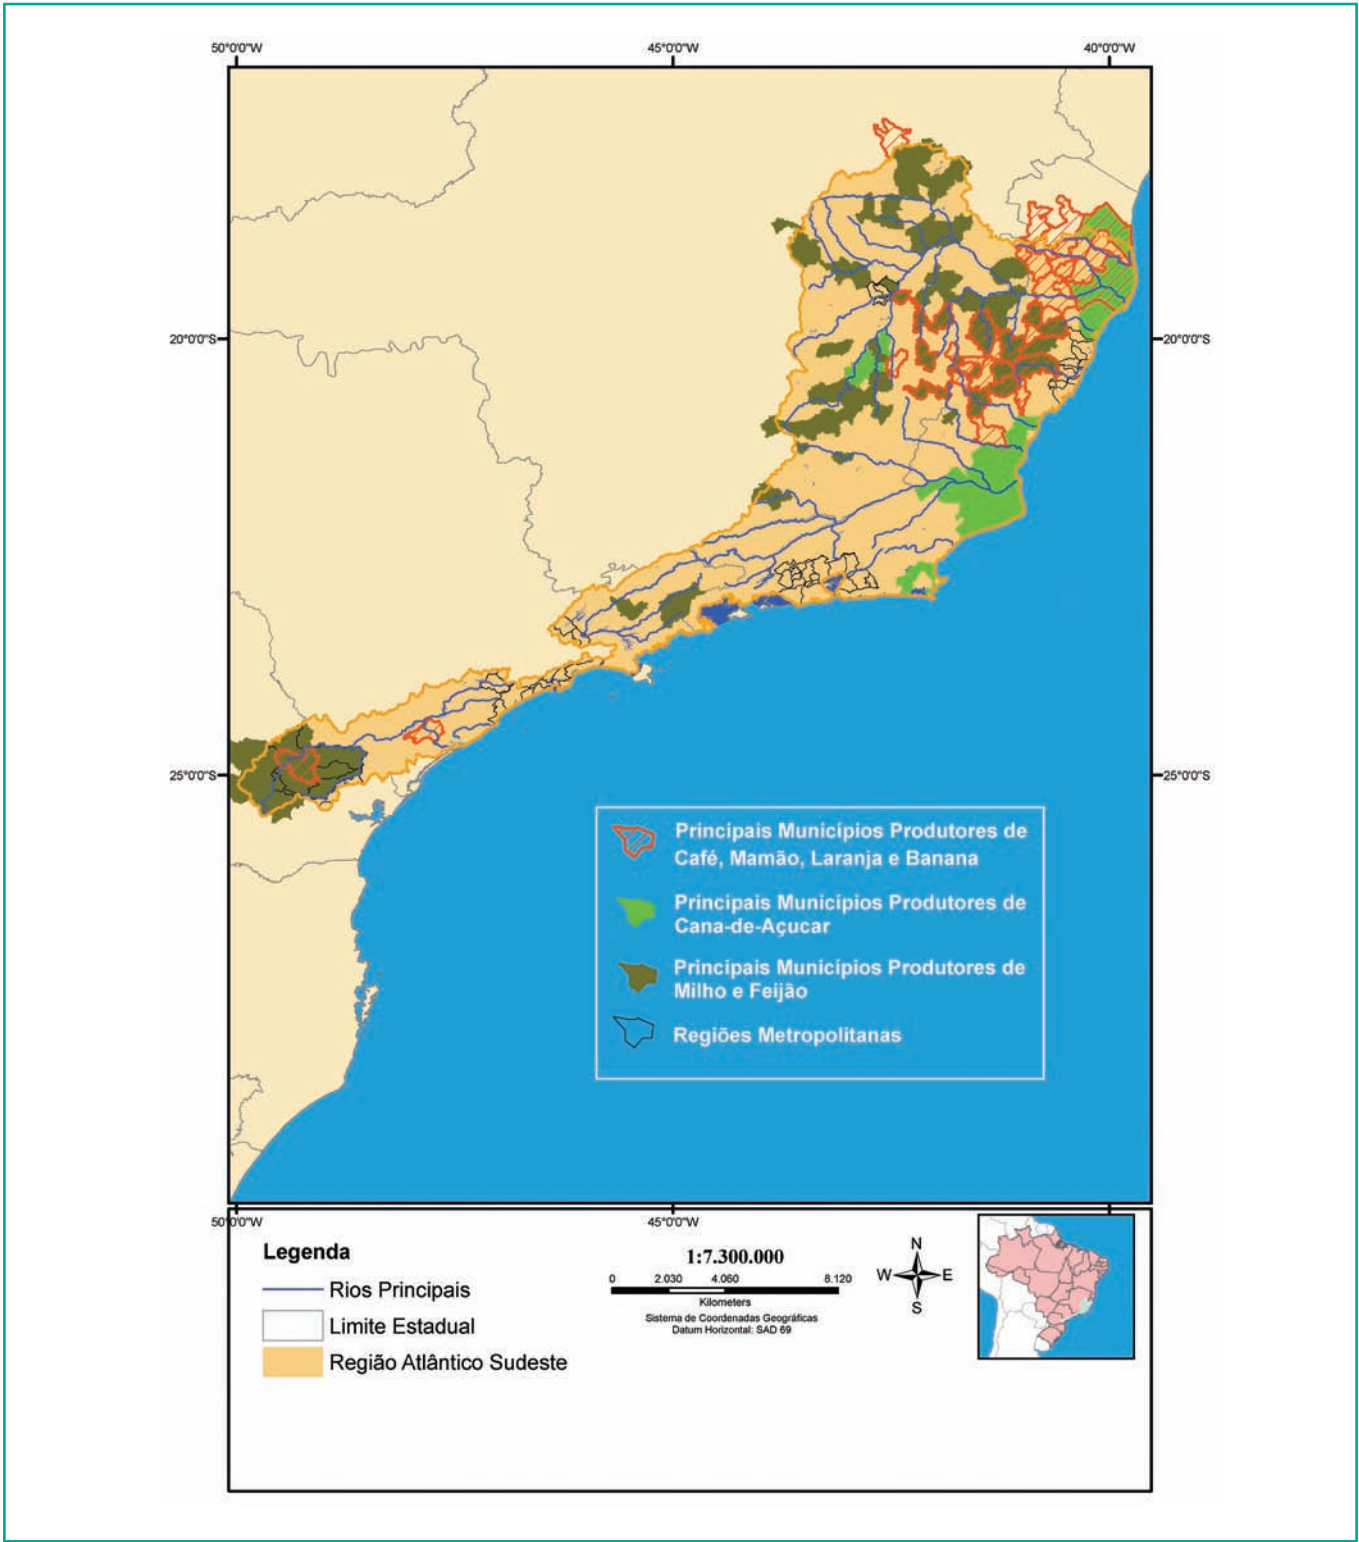 50°0'0"W 45°0'0"W 40°0'0"W
20°0'0"S 20°0'0"S
25°0'0"S 25°0'0"S
Principais Municípios Produtores de
Café, Mamão, Laranja e Banana
Principais Municípios Produtores de
Cana-de-Açucar
Principais Municípios Produtores de
Milho e Feijão
Regiões Metropolitanas
50°0'0"W 45°0'0"W 40°0'0"W
Legenda
Rios Principais
Limite Estadual
Região Atlântico Sudeste
1:7.300.000
0 2.030 4.060 8.120
Kilometers
Sistema de Coordenadas Geográficas
Datum Horizontal: SAD 69
N
W E
S